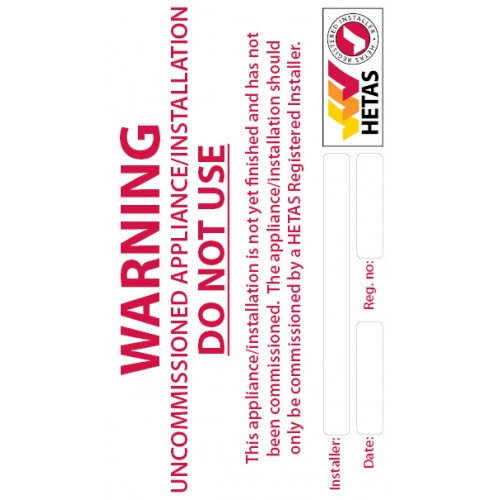 WARNING
UNCOMMISSIONED APPLIANCE/INSTALLATION
DO NOT USE
This appliance/installation is not yet finished and has not
been commissioned. The appliance/installation should
only be commissioned by a HETAS Registered Installer.
Installer:
Date:
Reg. no:
HETAS
HETAS REGISTERED INSTALLER